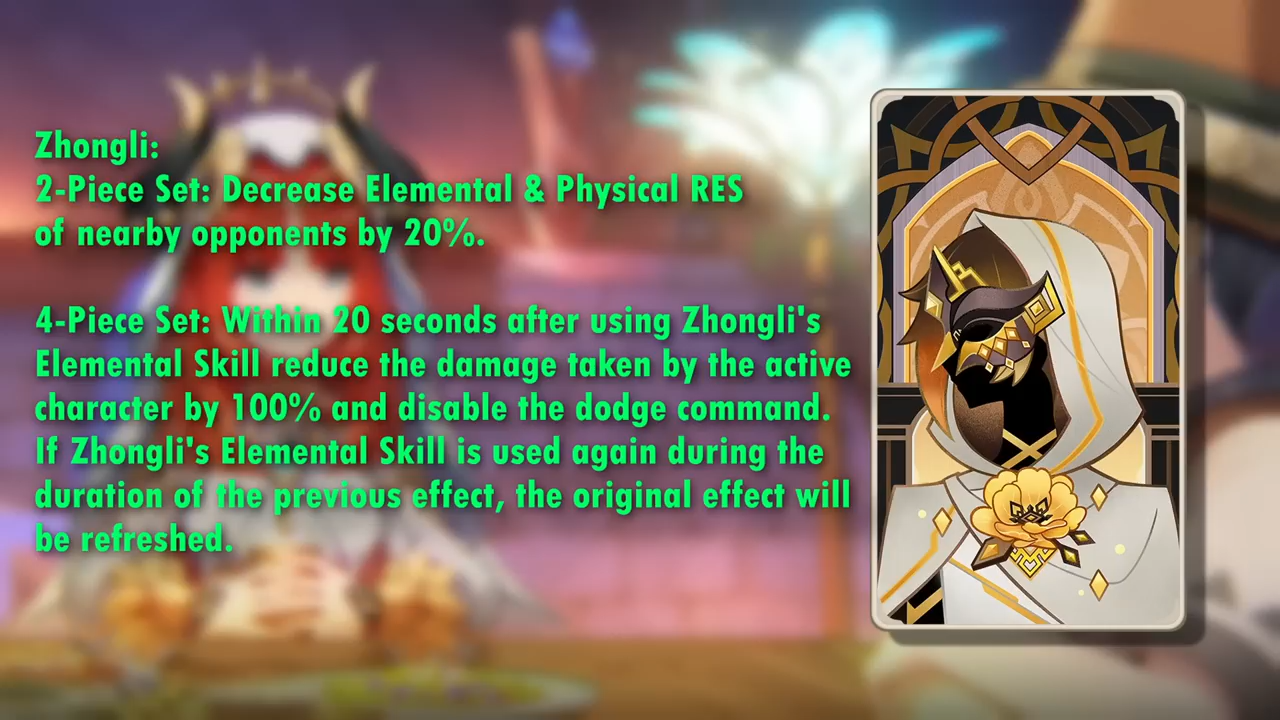 Zhongli:
2-Piece Set: Decrease Elemental & Physical RES
of nearby opponents by 20%.
4-Piece Set: Within 20 seconds after using Zhongli's
Elemental Skill reduce the damage taken by the active
character by 100% and disable the dodge command.
If Zhongli's Elemental Skill is used again during the
duration of the previous effect, the original effect will
be refreshed.